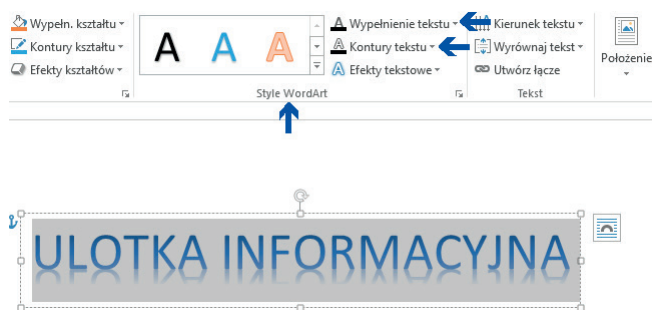 Wypełn. kształtu
Kontury kształtu
Efekty kształtów
A A A
Style WordArt
A Wypełnienie tekstu
A Kontury tekstu
A Efekty tekstowe
Kierunek tekstu
Wyrównaj tekst
Utwórz łącze
Tekst
Położenie
ULOTKA INFORMACYJNA